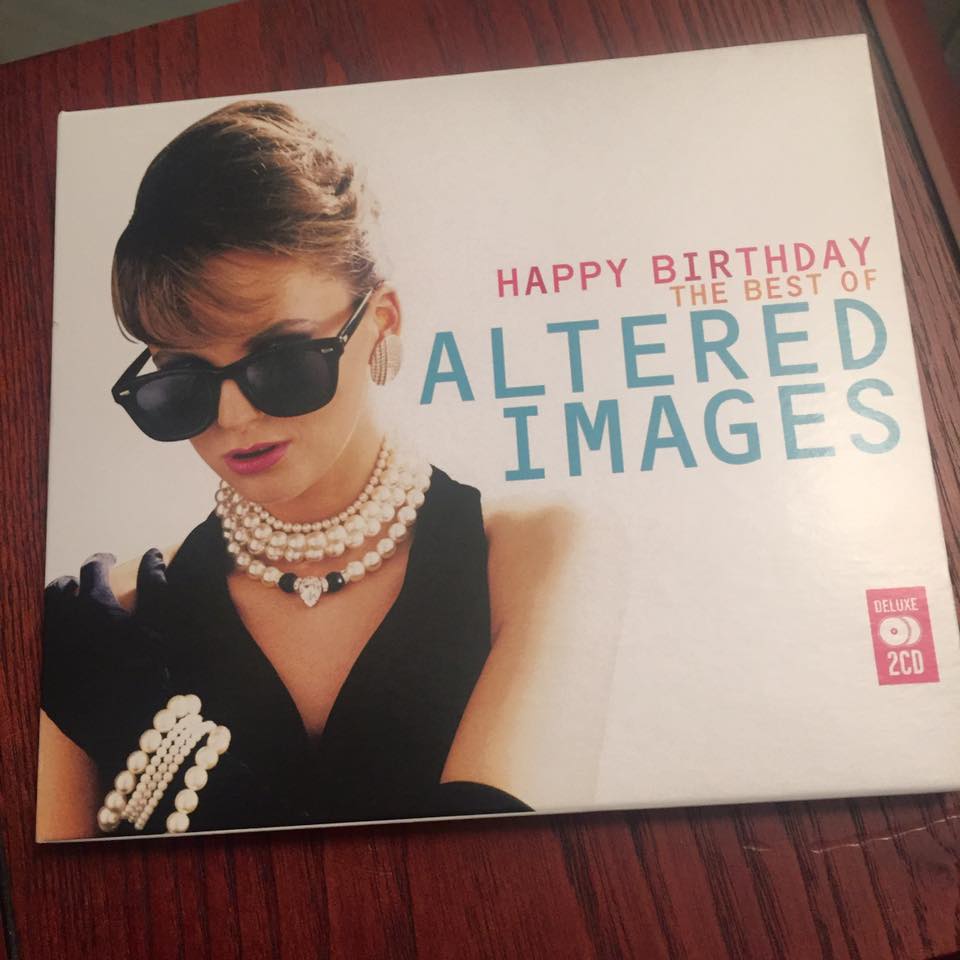 HAPPY BIRTHDAY
THE BEST OF
ALTERED
IMAGES
DELUXE
2CD